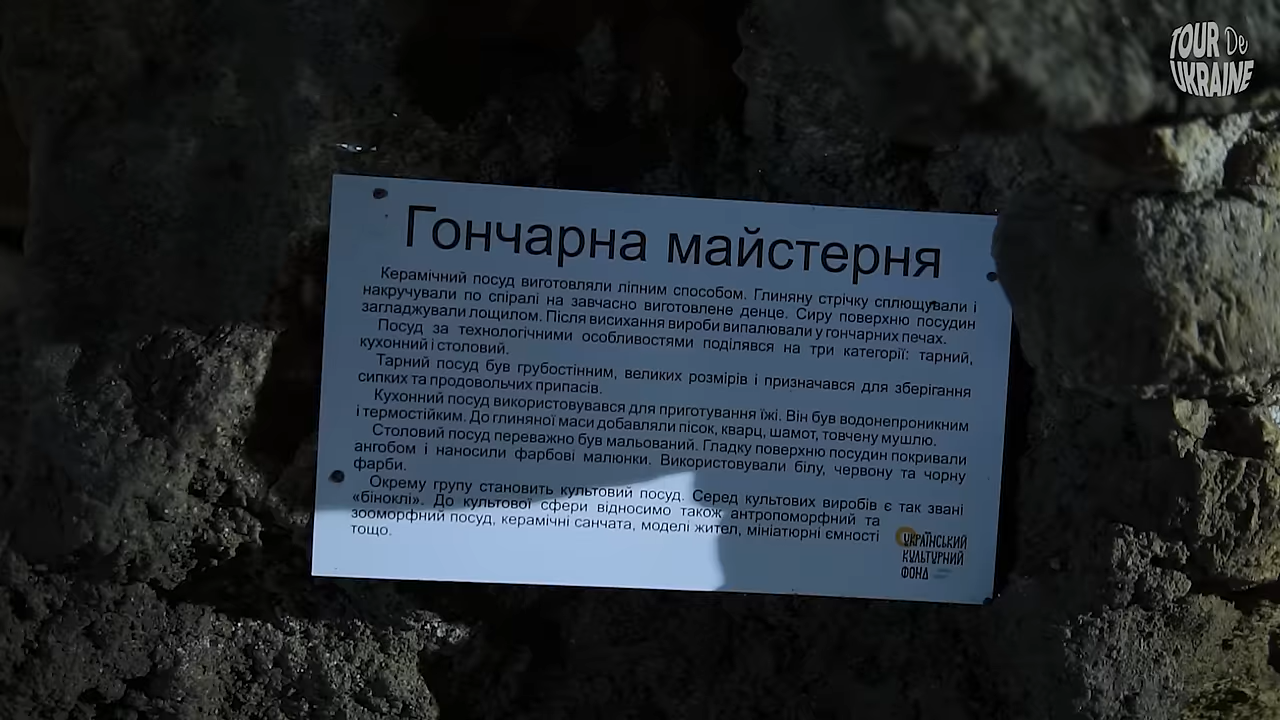 TOUR De
UKRAINE
Гончарна майстерня
Керамічний посуд виготовляли ліпним способом. Глиняну стрічку сплющували і
накручували по спіралі на завчасно виготовлене денце. Сиру поверхню посудин
загладжували лощилом. Після висихання вироби випалювали у гончарних печах.
Посуд за технологічними особливостями поділявся на три категорії: тарний,
кухонний і столовий.
Тарний посуд був грубостінним, великих розмірів і призначався для зберігання
сипких та продовольчих припасів.
Кухонний посуд використовувався для приготування їжі. Він був водонепроникним
і термостійким. До глиняної маси добавляли пісок, кварц, шамот, товчену мушлю.
Столовий посуд переважно був мальований. Гладку поверхню посудин покривали
ангобом і наносили фарбові малюнки. Використовували білу, червону та чорну
фарби.
Окрему групу становить культовий посуд. Серед культових виробів є так звані
«біноклі». До культової сфери відносимо також антропоморфний та
зооморфний посуд, керамічні санчата, моделі жител, мініатюрні ємності
тощо.
УКРАЇНСЬКИЙ
КУЛЬТУРНИЙ
ФОНД